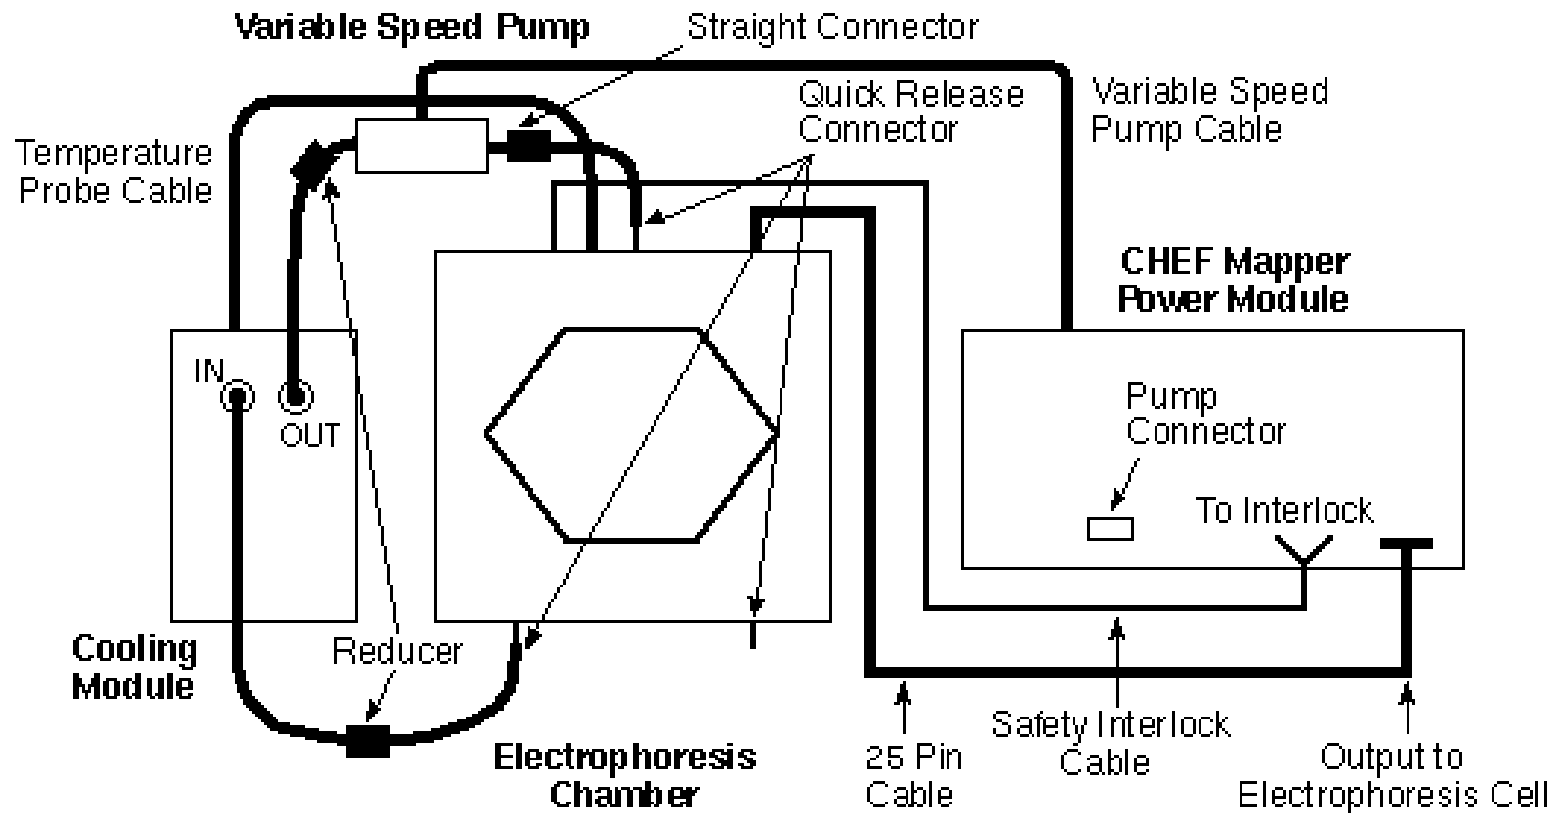 Variable Speed Pump
Straight Connector
Quick Release
Connector
Variable Speed
Pump Cable
Temperature
Probe Cable
CHEF Mapper
Power Module
IN
OUT
Pump
Connector
To Interlock
Cooling
Module
Reducer
Electrophoresis
Chamber
25 Pin
Cable
Safety Interlock
Cable
Output to
Electrophoresis Cell